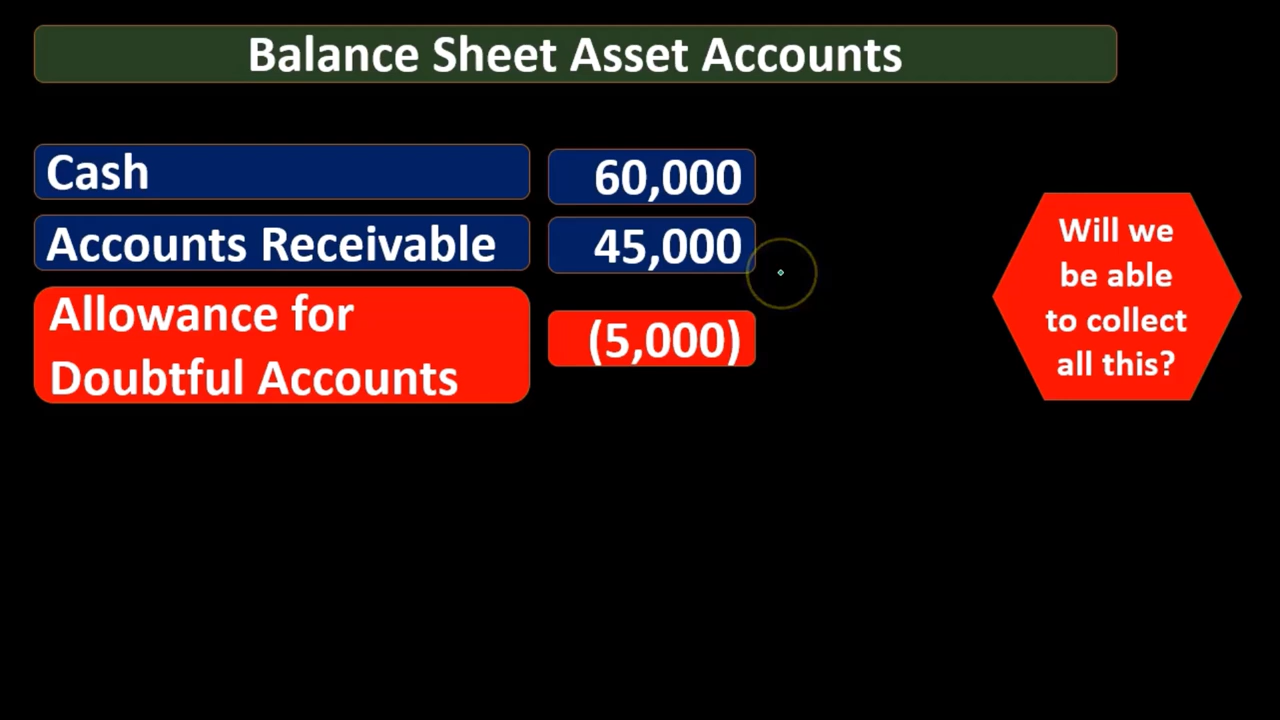 Balance Sheet Asset Accounts
Cash 60,000
Accounts Receivable 45,000
Allowance for
Doubtful Accounts (5,000)
Will we
be able
to collect
all this?